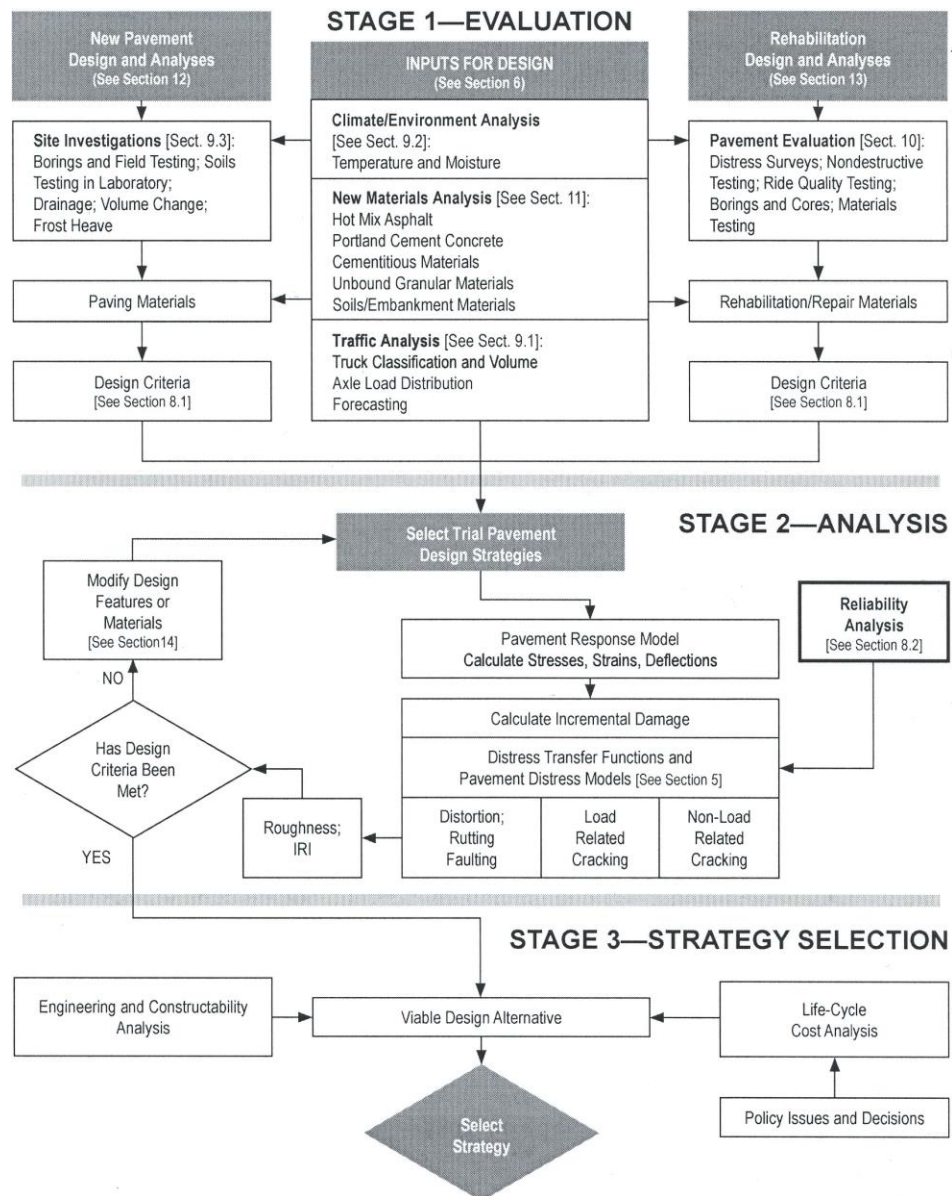 STAGE 1—EVALUATION
New Pavement
Design and Analyses
(See Section 12)
INPUTS FOR DESIGN
(See Section 6)
Rehabilitation
Design and Analyses
(See Section 13)
Site Investigations [Sect. 9.3]:
Borings and Field Testing; Soils
Testing in Laboratory;
Drainage; Volume Change;
Frost Heave
Climate/Environment Analysis
[See Sect. 9.2]:
Temperature and Moisture
Pavement Evaluation [Sect. 10]:
Distress Surveys; Nondestructive
Testing; Ride Quality Testing;
Borings and Cores; Materials
Testing
New Materials Analysis [See Sect. 11]:
Hot Mix Asphalt
Portland Cement Concrete
Cementitious Materials
Unbound Granular Materials
Soils/Embankment Materials
Paving Materials
Rehabilitation/Repair Materials
Traffic Analysis [See Sect. 9.1]:
Truck Classification and Volume
Axle Load Distribution
Forecasting
Design Criteria
[See Section 8.1]
Design Criteria
[See Section 8.1]
STAGE 2—ANALYSIS
Select Trial Pavement
Design Strategies
Modify Design
Features or
Materials
[See Section14]
Reliability
Analysis
[See Section 8.2]
Pavement Response Model
Calculate Stresses, Strains, Deflections
NO
Calculate Incremental Damage
Has Design
Criteria Been
Met?
Distress Transfer Functions and
Pavement Distress Models [See Section 5]
Roughness;
IRI
Distortion;
Rutting
Faulting
Load
Related
Cracking
Non-Load
Related
Cracking
YES
STAGE 3—STRATEGY SELECTION
Engineering and Constructability
Analysis
Viable Design Alternative
Life-Cycle
Cost Analysis
Select
Strategy
Policy Issues and Decisions